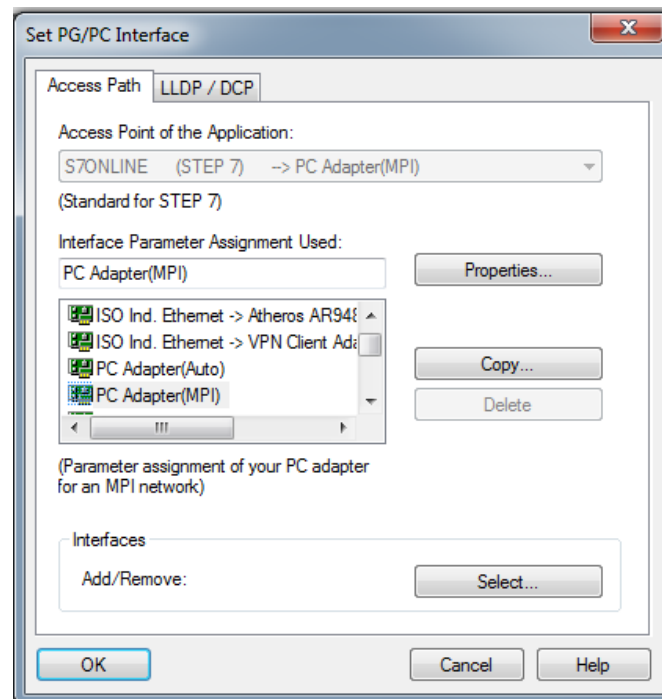 Set PG/PC Interface
Access Path
LLDP / DCP
Access Point of the Application:
S7ONLINE (STEP 7) --> PC Adapter(MPI)
(Standard for STEP 7)
Interface Parameter Assignment Used:
PC Adapter(MPI)
Properties...
ISO Ind. Ethernet -> Atheros AR948
ISO Ind. Ethernet -> VPN Client Ada
PC Adapter(Auto)
PC Adapter(MPI)
Copy...
Delete
(Parameter assignment of your PC adapter
for an MPI network)
Interfaces
Add/Remove:
Select...
OK
Cancel
Help